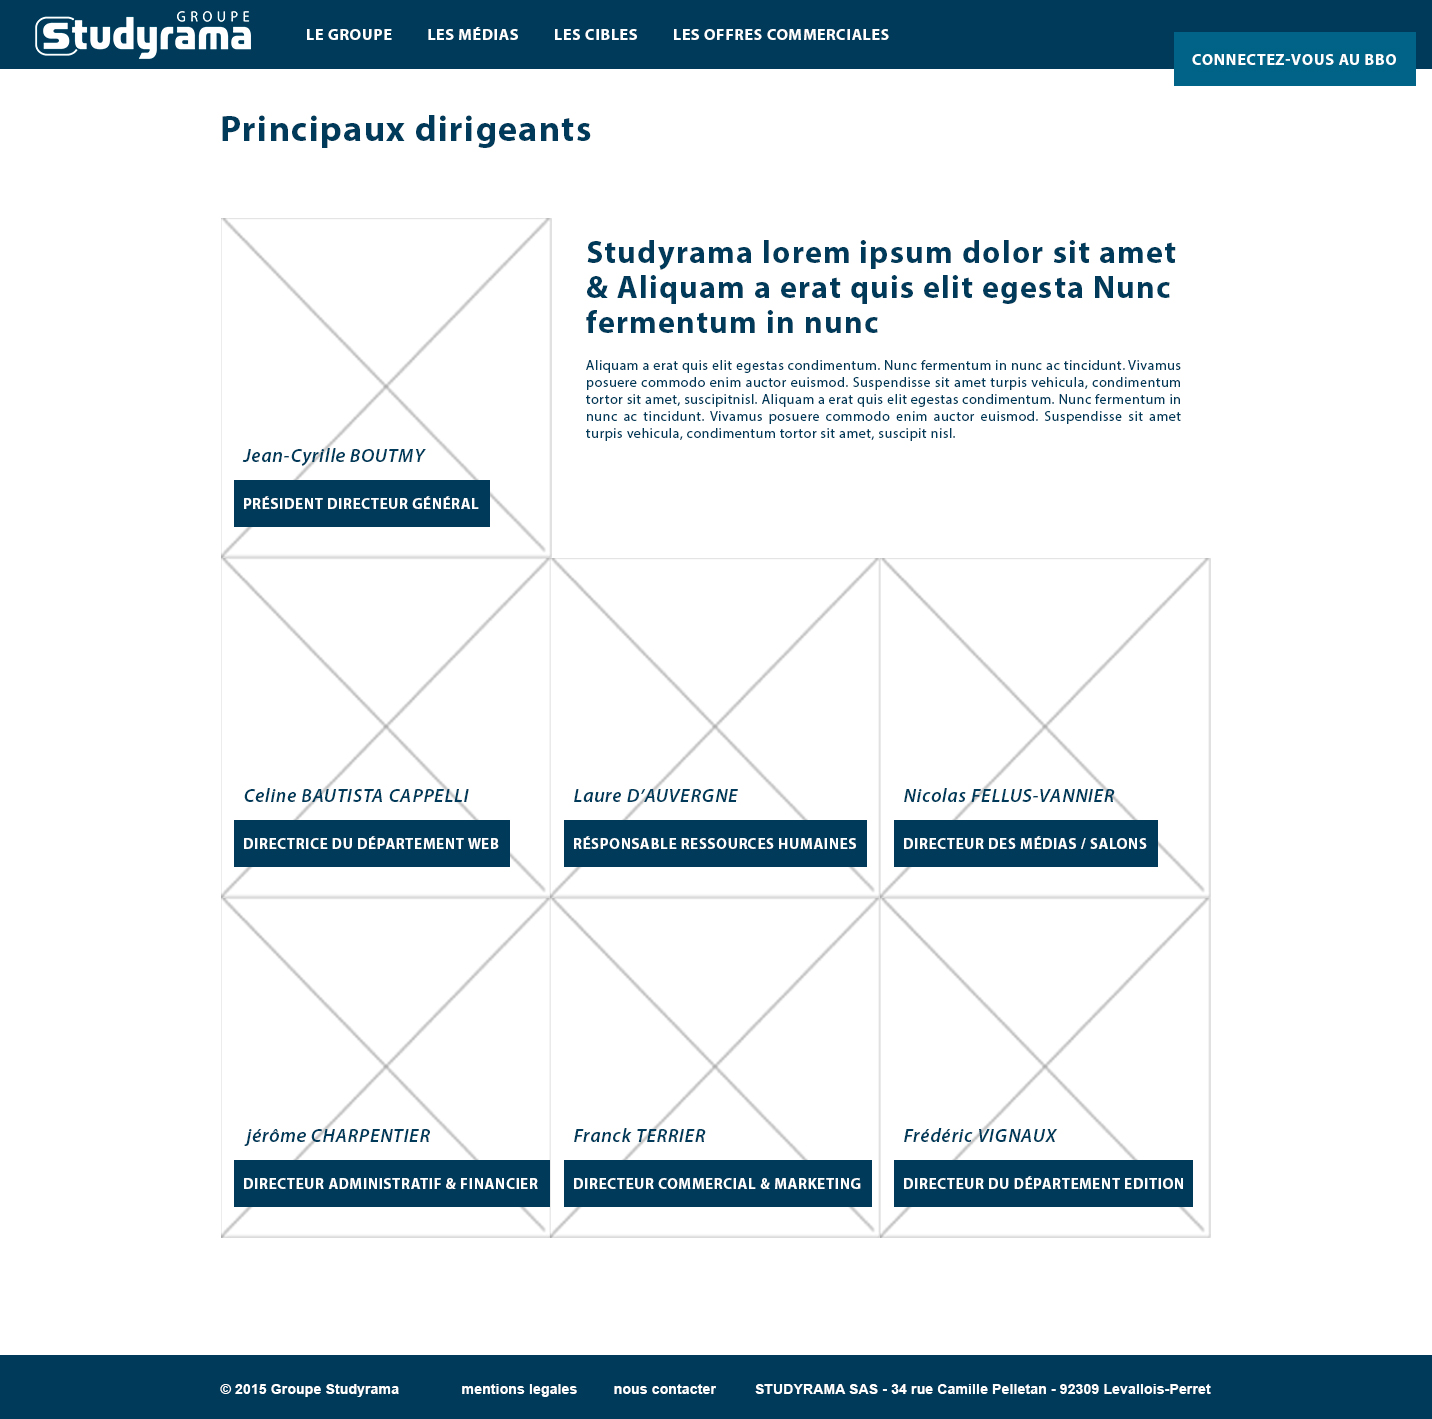 GROUPE
Studyrama
LE GROUPE
LES MÉDIAS
LES CIBLES
LES OFFRES COMMERCIALES
CONNECTEZ-VOUS AU BBO
Principaux dirigeants
Studyrama lorem ipsum dolor sit amet
& Aliquam a erat quis elit egesta Nunc
fermentum in nunc
Aliquam a erat quis elit egestas condimentum. Nunc fermentum in nunc ac tincidunt. Vivamus
posuere commodo enim auctor euismod. Suspendisse sit amet turpis vehicula, condimentum
tortor sit amet, suscipitnisl. Aliquam a erat quis elit egestas condimentum. Nunc fermentum in
nunc ac tincidunt. Vivamus posuere commodo enim auctor euismod. Suspendisse sit amet
turpis vehicula, condimentum tortor sit amet, suscipit nisl.
Jean-Cyrille BOUTMY
PRÉSIDENT DIRECTEUR GÉNÉRAL
Celine BAUTISTA CAPPELLI
DIRECTRICE DU DÉPARTEMENT WEB
Laure D’AUVERGNE
RÉSPONSABLE RESSOURCES HUMAINES
Nicolas FELLUS-VANNIER
DIRECTEUR DES MÉDIAS / SALONS
jérôme CHARPENTIER
DIRECTEUR ADMINISTRATIF & FINANCIER
Franck TERRIER
DIRECTEUR COMMERCIAL & MARKETING
Frédéric VIGNAUX
DIRECTEUR DU DÉPARTEMENT EDITION
© 2015 Groupe Studyrama
mentions legales
nous contacter
STUDYRAMA SAS - 34 rue Camille Pelletan - 92309 Levallois-Perret